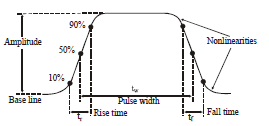 90%
Amplitude
Nonlinearities
50%
10%
tw
Base line
Pulse width
tr
Rise time
tf
Fall time